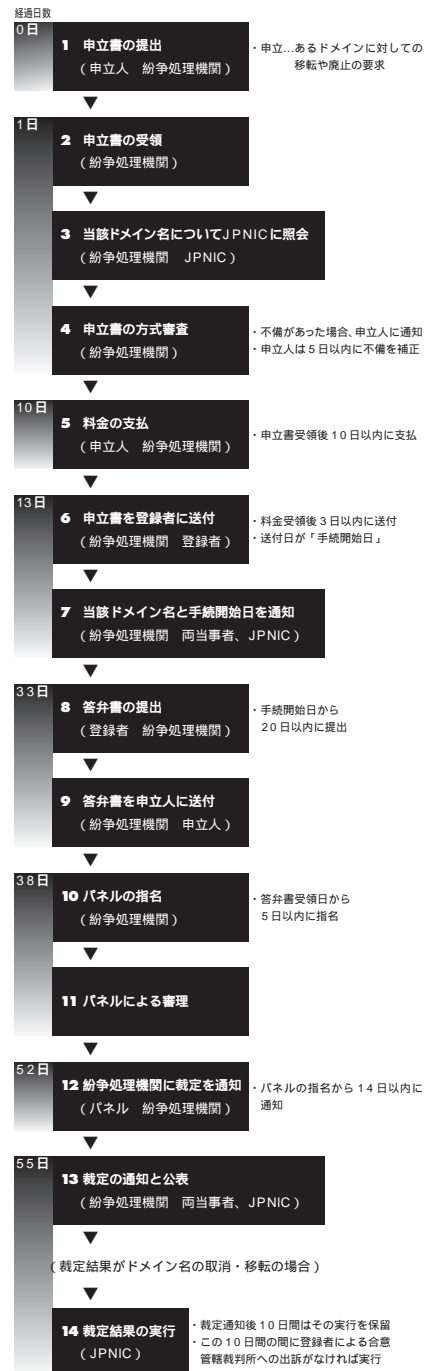 経過日数
0日
1 申立書の提出
(申立人 紛争処理機関)
・申立…あるドメインに対しての
移転や廃止の要求
▼
1日
2 申立書の受領
(紛争処理機関)
▼
3 当該ドメイン名についてJPNICに照会
(紛争処理機関 JPNIC)
▼
4 申立書の方式審査
(紛争処理機関)
・不備があった場合、申立人に通知
・申立人は5日以内に不備を補正
▼
10日
5 料金の支払
(申立人 紛争処理機関)
・申立書受領後10日以内に支払
▼
13日
6 申立書を登録者に送付
(紛争処理機関 登録者)
・料金受領後3日以内に送付
・送付日が「手続開始日」
▼
7 当該ドメイン名と手続開始日を通知
(紛争処理機関 両当事者、JPNIC)
▼
33日
8 答弁書の提出
(登録者 紛争処理機関)
・手続開始日から
20日以内に提出
▼
9 答弁書を申立人に送付
(紛争処理機関 申立人)
▼
38日
10 パネルの指名
(紛争処理機関)
・答弁書受領日から
5日以内に指名
▼
11 パネルによる審理
▼
52日
12 紛争処理機関に裁定を通知
(パネル 紛争処理機関)
・パネルの指名から14日以内に
通知
▼
55日
13 裁定の通知と公表
(紛争処理機関 両当事者、JPNIC)
▼
(裁定結果がドメイン名の取消・移転の場合)
▼
14 裁定結果の実行
(JPNIC)
・裁定通知後10日間はその実行を保留
・この10日間の間に登録者による合意
管轄裁判所への出訴がなければ実行